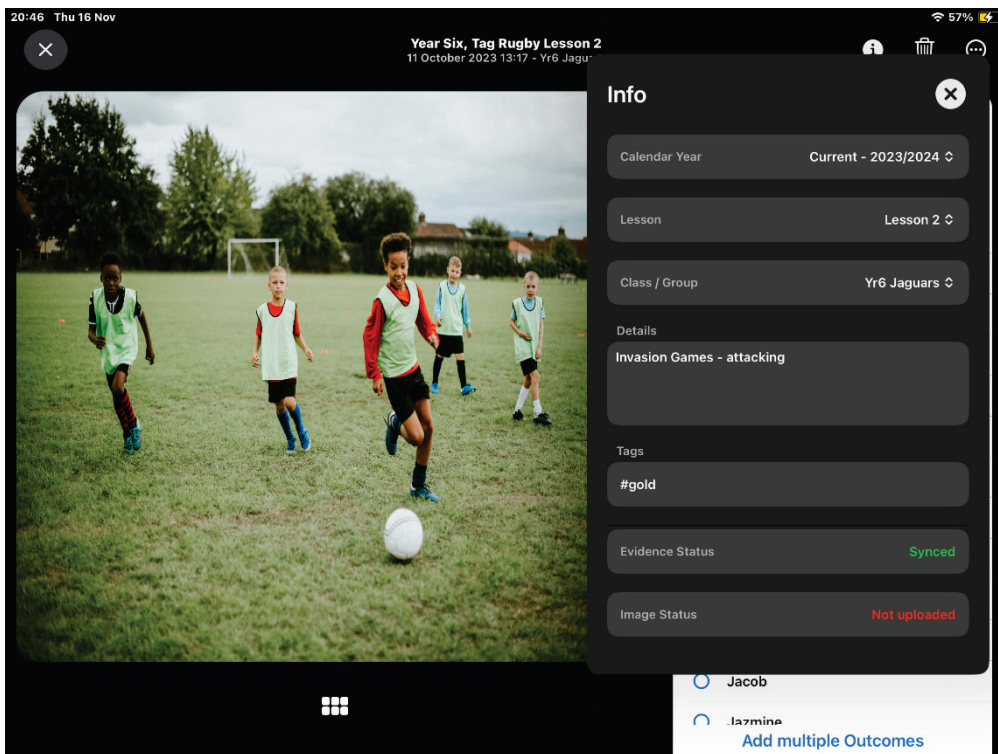 20:46 Thu 16 Nov
57%
Year Six, Tag Rugby Lesson 2
11 October 2023 13:17 - Yr6 Jagu
Info
Calendar Year Current - 2023/2024
Lesson Lesson 2
Class / Group Yr6 Jaguars
Details
Invasion Games - attacking
Tags
#gold
Evidence Status Synced
Image Status Not uploaded
Jacob
Jazmine
Add multiple Outcomes